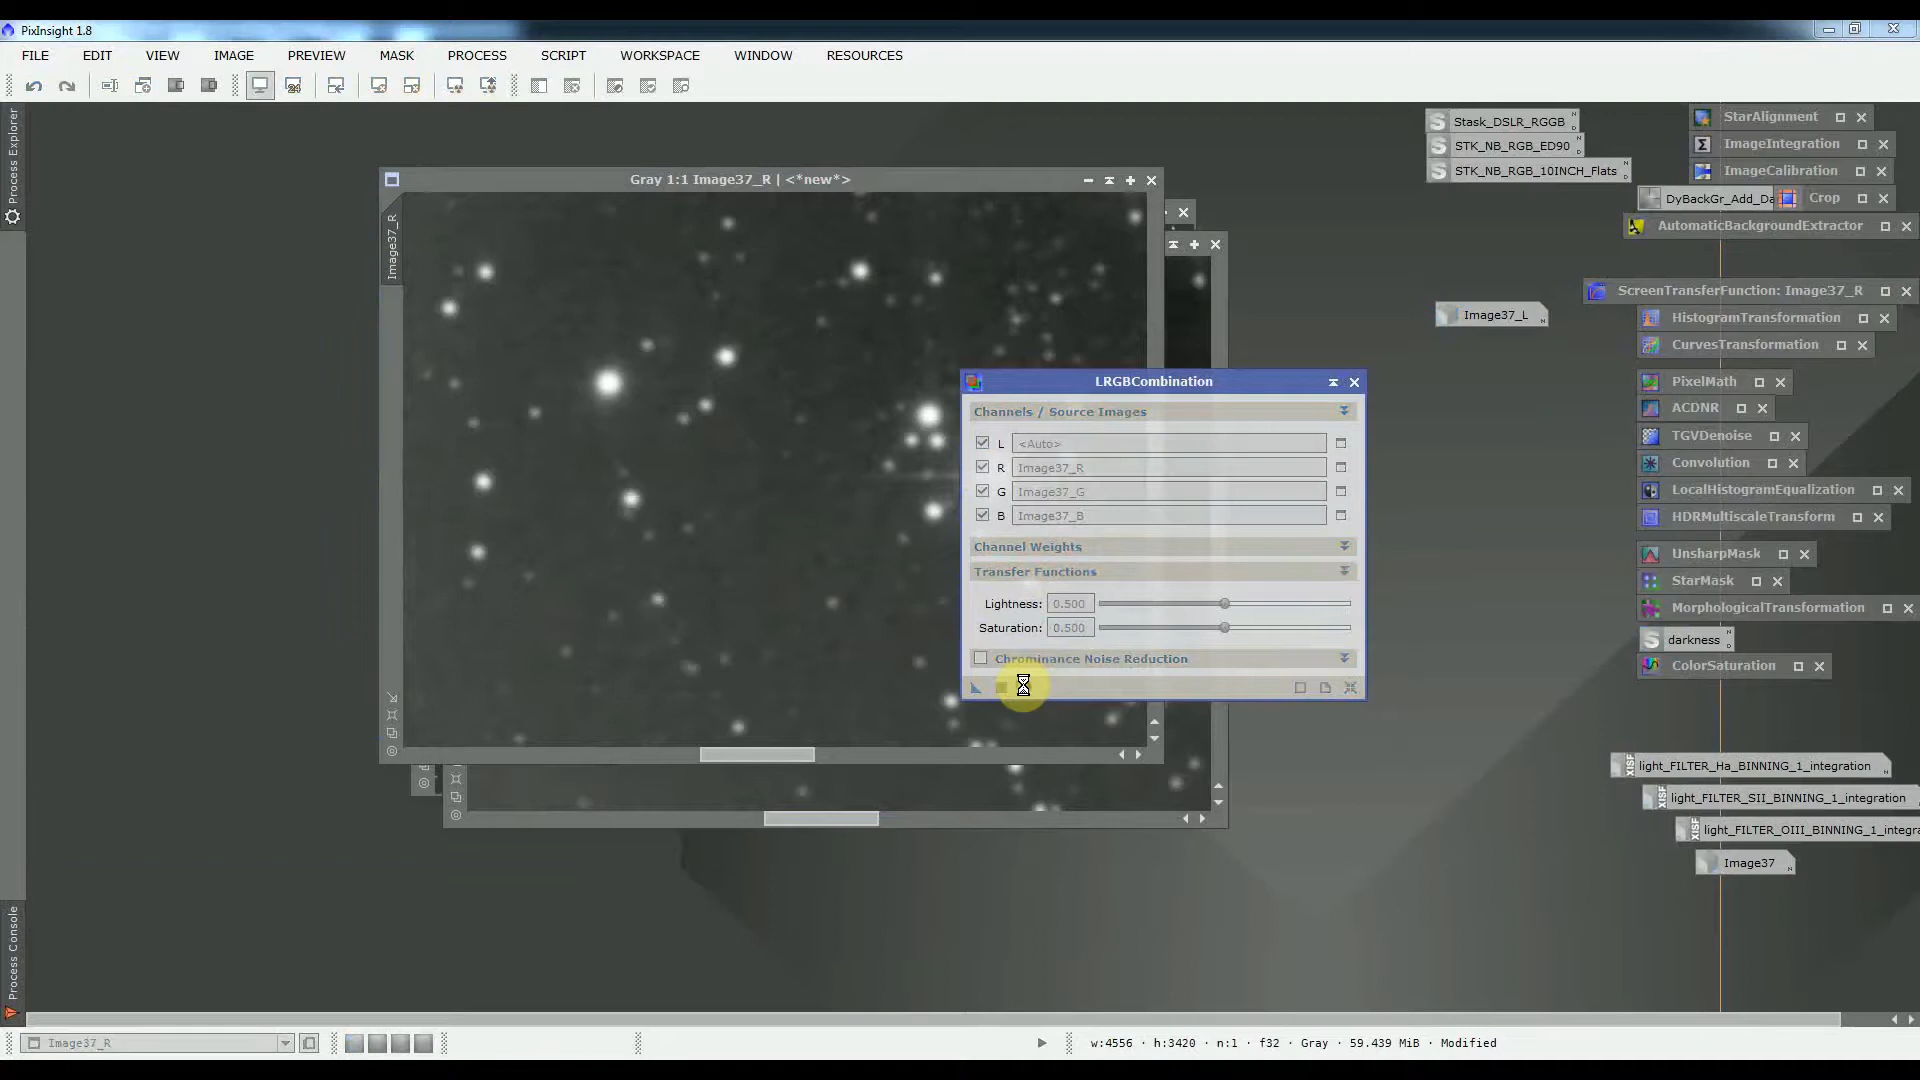 PixInsight 1.8
FILE EDIT VIEW IMAGE PREVIEW MASK PROCESS SCRIPT WORKSPACE WINDOW RESOURCES
24
Process Explorer
Process Console
Gray 1:1 Image37_R | <*new*>
Image37_R
LRGBCombination
Channels / Source Images
L <Auto>
R Image37_R
G Image37_G
B Image37_B
Channel Weights
Transfer Functions
Lightness: 0.500
Saturation: 0.500
Chrominance Noise Reduction
Stask_DSLR_RGGB
STK_NB_RGB_ED90
STK_NB_RGB_10INCH_Flats
Image37_L
StarAlignment
ImageIntegration
ImageCalibration
DyBackGr_Add_Da
Crop
AutomaticBackgroundExtractor
ScreenTransferFunction: Image37_R
HistogramTransformation
CurvesTransformation
PixelMath
ACDNR
TGVDenoise
Convolution
LocalHistogramEqualization
HDRMultiscaleTransform
UnsharpMask
StarMask
MorphologicalTransformation
darkness
ColorSaturation
XISF light_FILTER_Ha_BINNING_1_integration
XISF light_FILTER_SII_BINNING_1_integration
XISF light_FILTER_OIII_BINNING_1_integra
Image37
Image37_R
w:4556 · h:3420 · n:1 · f32 · Gray · 59.439 MiB · Modified